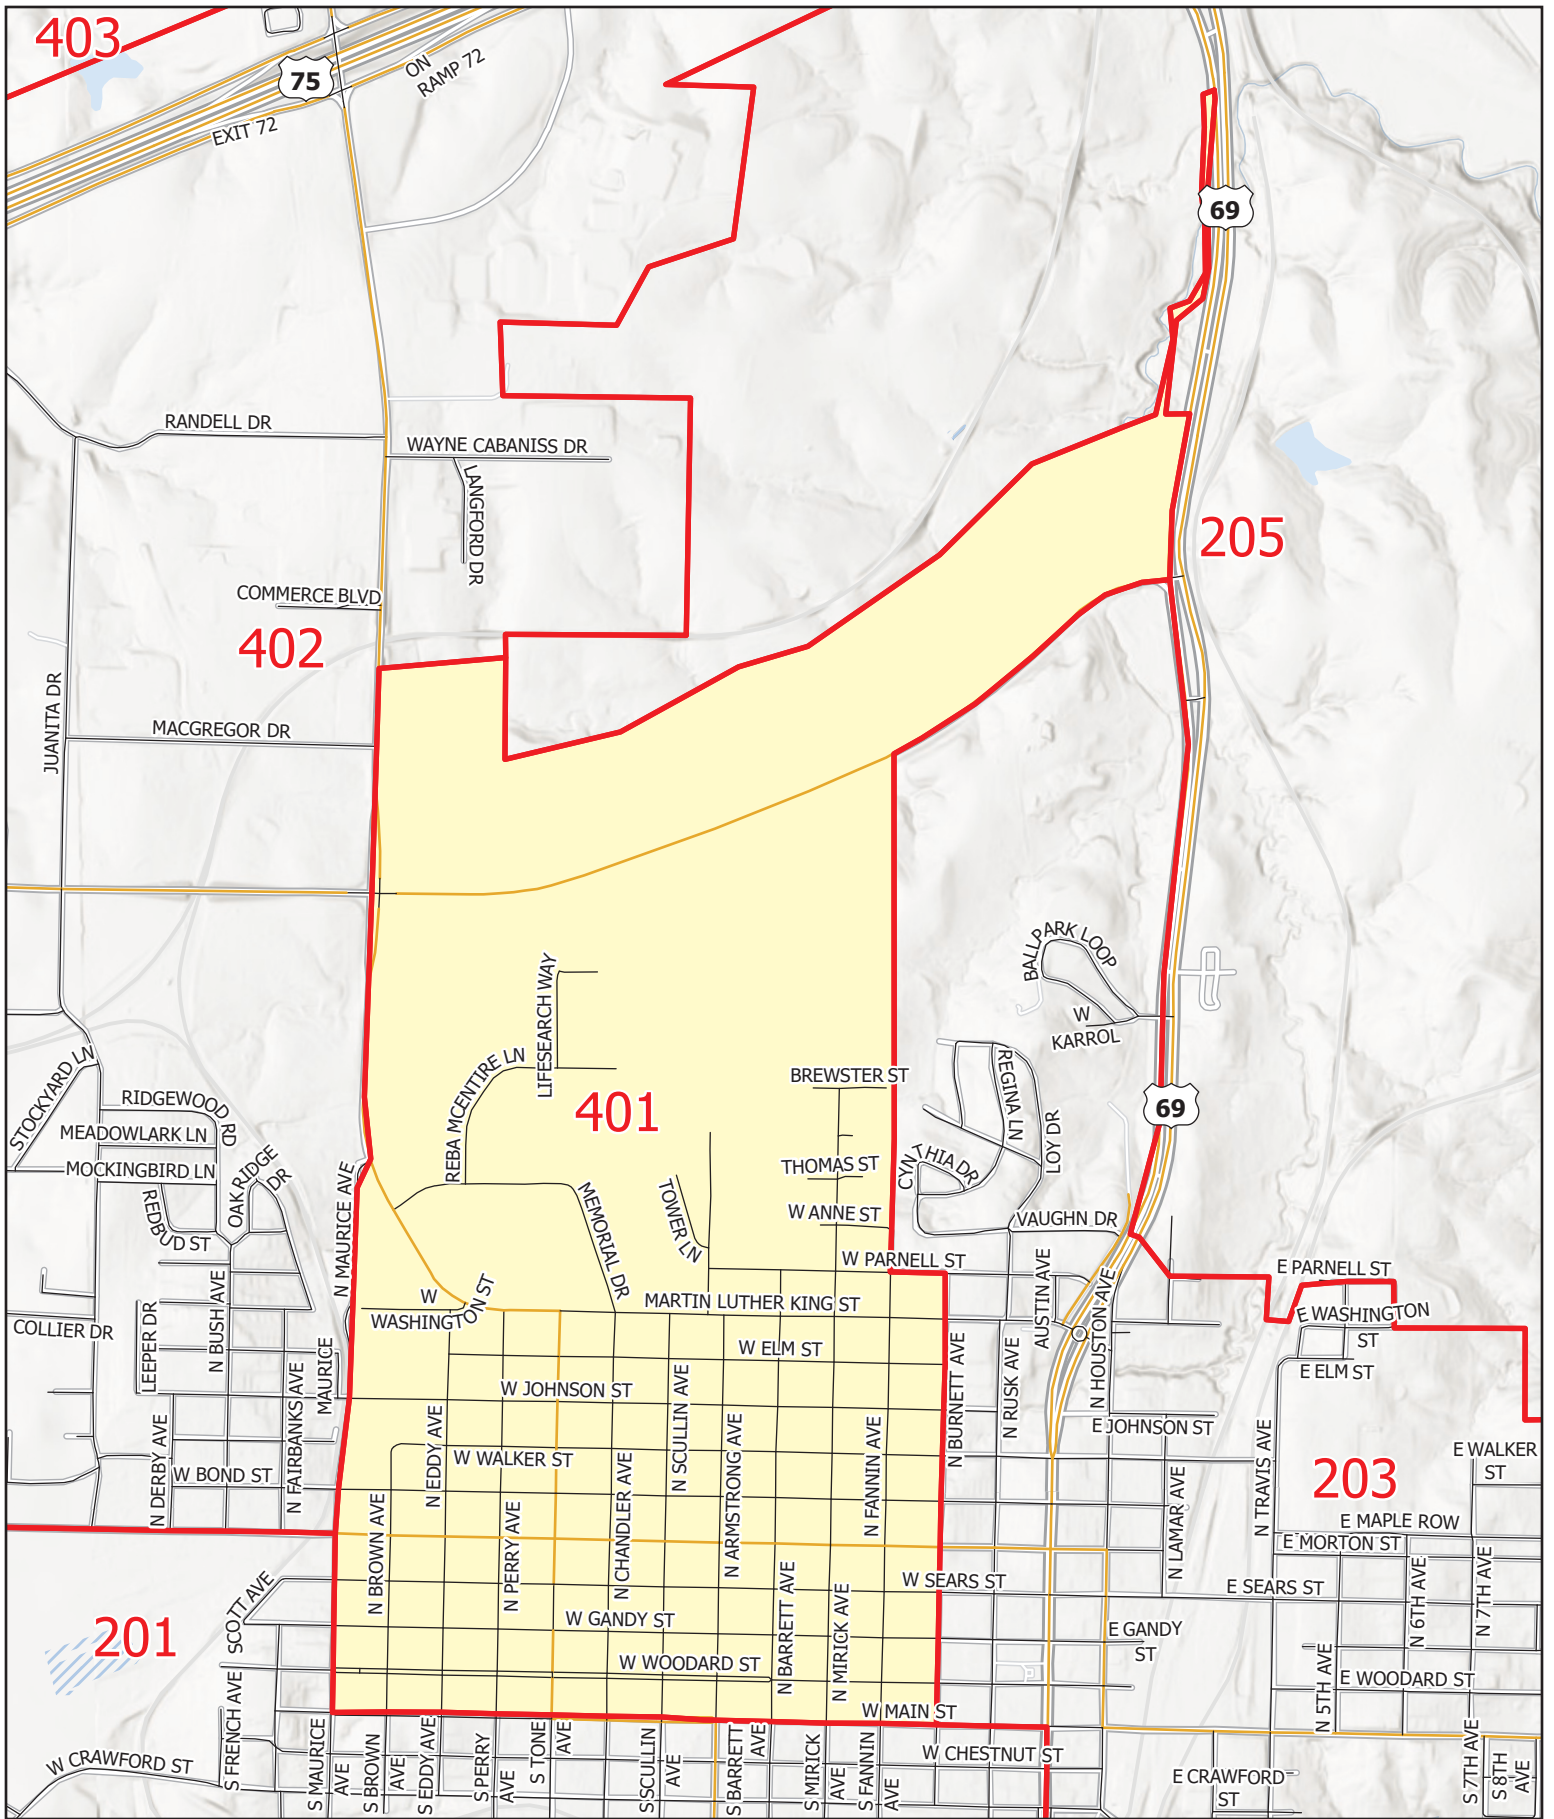 403
75
ON
RAMP 72
EXIT 72
69
RANDELL DR
WAYNE CABANISS DR
LANGFORD DR
205
COMMERCE BLVD
402
JUANITA DR
MACGREGOR DR
BALLPARK LOOP
W
KARROL
LIFESEARCH WAY
STOCKYARD LN
REBA MCENTIRE LN
BREWSTER ST
REGINA LN
69
RIDGEWOOD RD
401
MEADOWLARK LN
LOY DR
MOCKINGBIRD LN
OAK RIDGE DR
THOMAS ST
CYNTHIA DR
REDBUD ST
N MAURICE AVE
MEMORIAL DR
TOWER LN
W ANNE ST
VAUGHN DR
W PARNELL ST
AUSTIN AVE
N HOUSTON AVE
E PARNELL ST
N BUSH AVE
W
WASHINGTON ST
MARTIN LUTHER KING ST
E WASHINGTON
ST
COLLIER DR
LEEPER DR
MAURICE
W ELM ST
N BURNETT AVE
N RUSK AVE
E ELM ST
N FAIRBANKS AVE
W JOHNSON ST
N SCULLIN AVE
E JOHNSON ST
N DERBY AVE
N EDDY AVE
W WALKER ST
N ARMSTRONG AVE
N FANNIN AVE
N TRAVIS AVE
E WALKER
ST
W BOND ST
N CHANDLER AVE
N LAMAR AVE
203
N BROWN AVE
N PERRY AVE
E MAPLE ROW
E MORTON ST
SCOTT AVE
W SEARS ST
E SEARS ST
N 6TH AVE
N 7TH AVE
201
W GANDY ST
N BARRETT AVE
N MIRICK AVE
E GANDY
ST
W WOODARD ST
E WOODARD ST
S FRENCH AVE
N 5TH AVE
W MAIN ST
W CRAWFORD ST
S MAURICE
AVE
S BROWN
AVE
S EDDY AVE
S PERRY
AVE
S TONE
AVE
S SCULLIN
AVE
S BARRETT
AVE
S MIRICK
AVE
S FANNIN
AVE
W CHESTNUT ST
E CRAWFORD
ST
S 7TH AVE
S 8TH
AVE